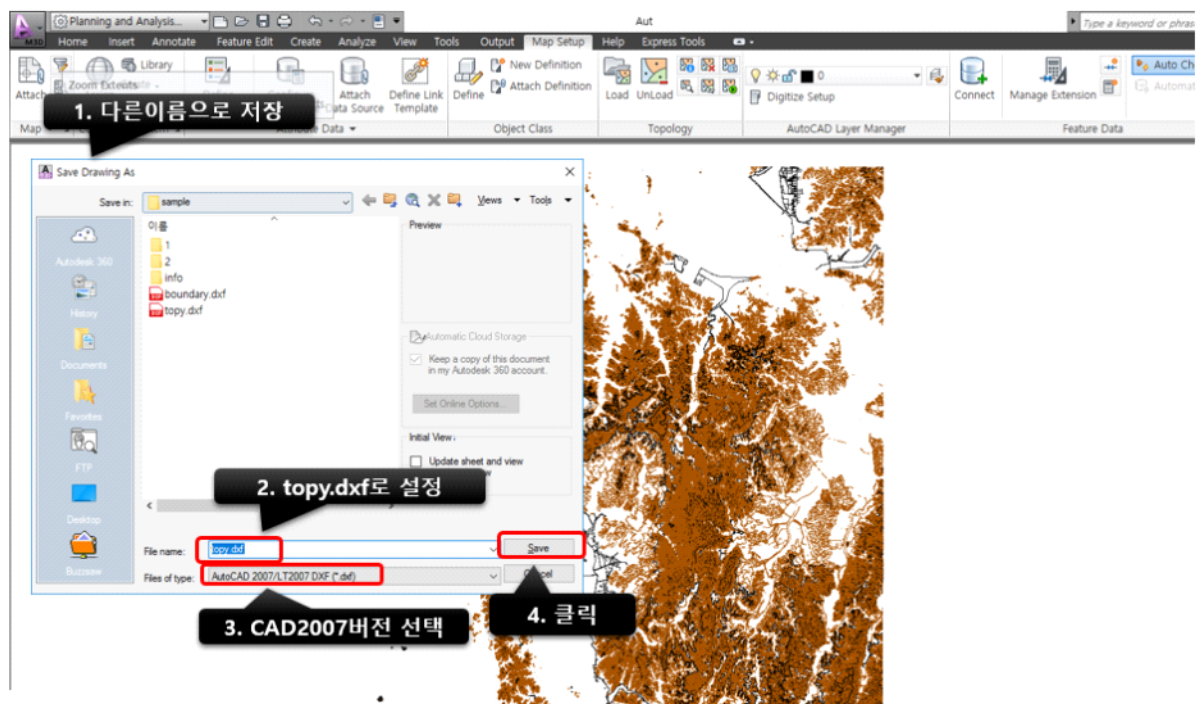 Planning and Analysis...
Aut
Type a keyword or phras
M3D Home Insert Annotate Feature Edit Create Analyze View Tools Output Map Setup Help Express Tools
Library
Zoom Extents
New Definition
Attach Definition
0
Auto Ch
Automat
Attach
Attach
Data Source
Define Link
Template
Define
Load UnLoad
Digitize Setup
Connect Manage Extension
Map
Attribute Data
Object Class
Topology
AutoCAD Layer Manager
Feature Data
1. 다른이름으로 저장
Save Drawing As
Save in: sample
Views Tools
이름
1
2
info
boundary.dxf
topy.dxf
Autodesk 360
History
Documents
Favorites
FTP
Desktop
Buzzsaw
Preview
Automatic Cloud Storage
Keep a copy of this document
in my Autodesk 360 account.
Set Online Options...
Initial View
Update sheet and view
2. topy.dxf로 설정
File name: topy.dxf
Save
Files of type: AutoCAD 2007/LT2007 DXF (*.dxf)
3. CAD2007버전 선택
4. 클릭